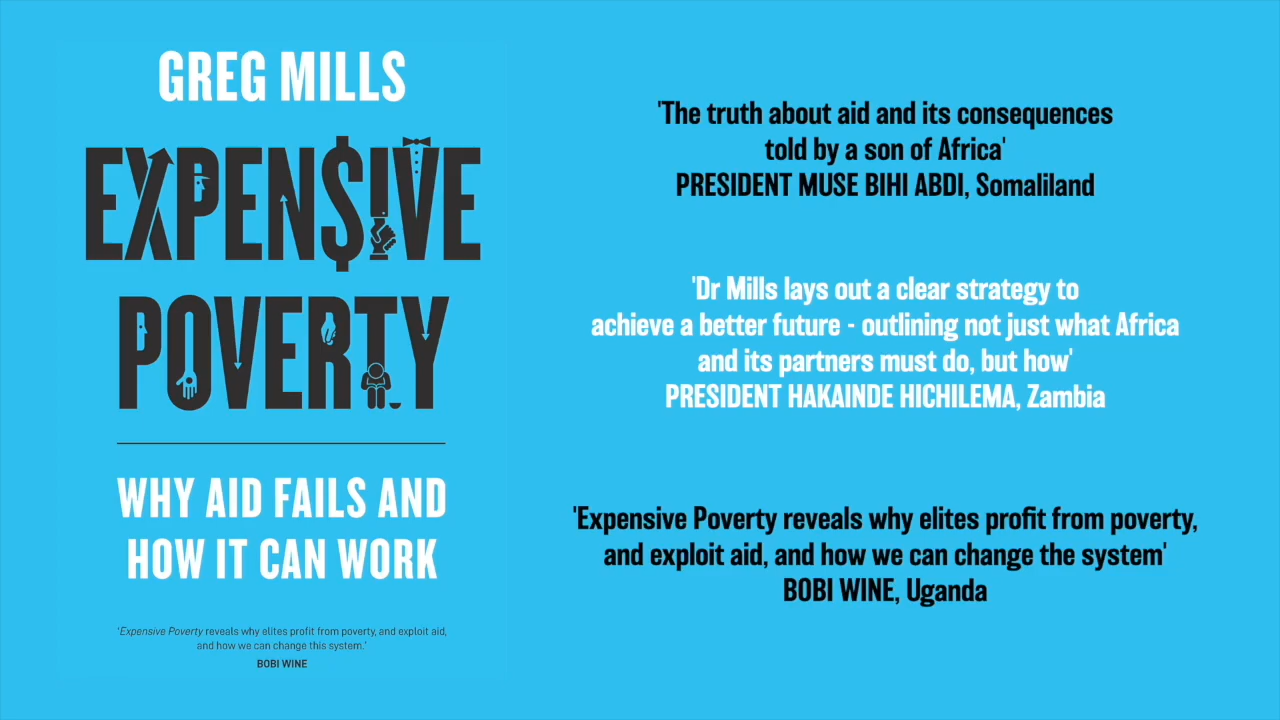 GREG MILLS
EXPEN$IVE
POVERTY
WHY AID FAILS AND
HOW IT CAN WORK
'Expensive Poverty reveals why elites profit from poverty, and exploit aid,
and how we can change this system.'
BOBI WINE
'The truth about aid and its consequences
told by a son of Africa'
PRESIDENT MUSE BIHI ABDI, Somaliland
'Dr Mills lays out a clear strategy to
achieve a better future - outlining not just what Africa
and its partners must do, but how'
PRESIDENT HAKAINDE HICHILEMA, Zambia
'Expensive Poverty reveals why elites profit from poverty,
and exploit aid, and how we can change the system'
BOBI WINE, Uganda